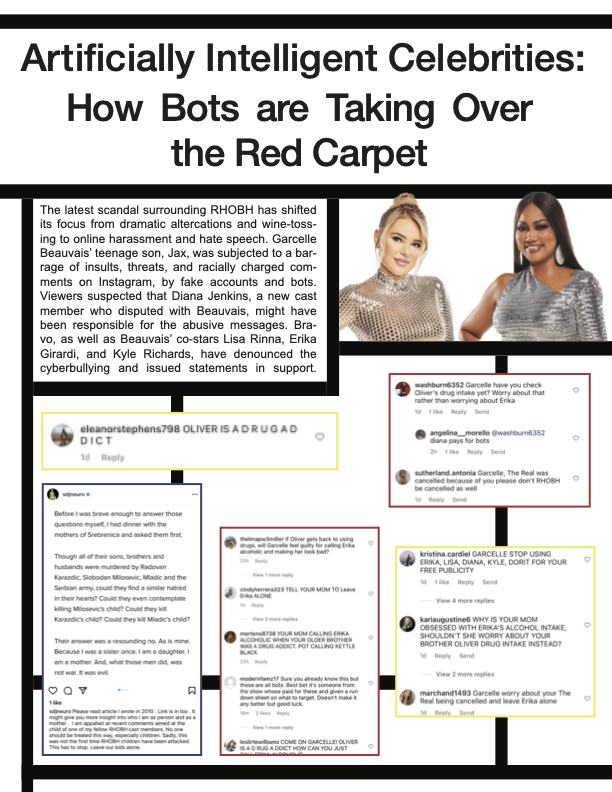 Artificially Intelligent Celebrities:
How Bots are Taking Over
the Red Carpet
The latest scandal surrounding RHOBH has shifted
its focus from dramatic altercations and wine-toss-
ing to online harassment and hate speech. Garcelle
Beauvais' teenage son, Jax, was subjected to a bar-
rage of insults, threats, and racially charged com-
ments on Instagram, by fake accounts and bots.
Viewers suspected that Diana Jenkins, a new cast
member who disputed with Beauvais, might have
been responsible for the abusive messages. Bra-
vo, as well as Beauvais' co-stars Lisa Rinna, Erika
Girardi, and Kyle Richards, have denounced the
cyberbullying and issued statements in support.
eleanorstephens798 OLIVER IS A D R U G A D
D I C T
1d Reply
sdjneuro
Before I was brave enough to answer those
questions myself, I had dinner with the
mothers of Srebrenica and asked them first.
Though all of their sons, brothers and
husbands were murdered by Radovan
Karazdic, Slobodan Milosevic, Mladic and the
Serbian army, could they find a similar hatred
in their hearts? Could they even contemplate
killing Milosevic's child? Could they kill
Karadzic's child? Could they kill Mladic's child?
Their answer was a resounding no. As is mine.
Because I was a sister once. I am a daughter. I
am a mother. And, what those men did, was
not war. It was evil.
1 like
sdjneuro Please read article I wrote in 2010 . Link is in bio . It
might give you more insight into who I am as person and as a
mother . I am appalled at recent comments aimed at the
child of one of my fellow RHOBH cast members. No one
should be treated this way, especially children. Sadly, this
was not the first time RHOBH children have been attacked.
This has to stop. Leave our kids alone.
thelmapw3miller If Oliver gets back to using
drugs, will Garcelle feel guilty for calling Erika
alcoholic and making her look bad?
23h Reply
View 1 more reply
cindyherrera323 TELL YOUR MOM TO Leave
Erika ALONE
1d Reply
View 2 more replies
mertens8738 YOUR MOM CALLING ERIKA
ALCOHOLIC WHEN YOUR OLDER BROTHER
WAS A DRUG ADDICT. POT CALLING KETTLE
BLACK
23h Reply
modernfamz17 Sure you already know this but
these are all bots. Best bet it's someone from
the show whose paid for these and given a run
down sheet on what to target. Doesn't make it
any better but good luck.
16m 2 likes Reply
View 1 more reply
leslirtewilliams COME ON GARCELLE! OLIVER
IS A D RUG A DDICT HOW CAN YOU JUST
CALL ERIKA ALCOHOLIC
washburn6352 Garcelle have you check
Oliver's drug intake yet? Worry about that
rather than worrying about Erika
1d 1 like Reply Send
angelina__morello @washburn6352
diana pays for bots
2h 1 like Reply Send
sutherland.antonia Garcelle, The Real was
cancelled because of you please don't RHOBH
be cancelled as well
1d Reply Send
kristina.cardiel GARCELLE STOP USING
ERIKA, LISA, DIANA, KYLE, DORIT FOR YOUR
FREE PUBLICITY
1d 1 like Reply Send
View 4 more replies
kariaugustine6 WHY IS YOUR MOM
OBSESSED WITH ERIKA'S ALCOHOL INTAKE,
SHOULDN'T SHE WORRY ABOUT YOUR
BROTHER OLIVER DRUG INTAKE INSTEAD?
1d Reply Send
View 2 more replies
marchand1493 Garcelle worry about your The
Real being cancelled and leave Erika alone
1d Reply Send